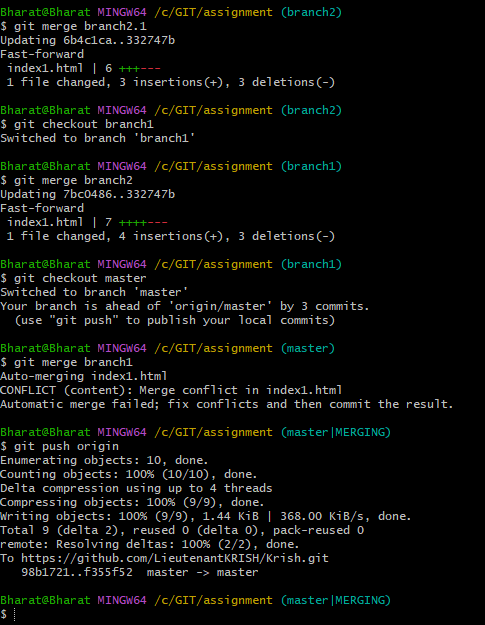 Bharat@Bharat MINGW64 /c/GIT/assignment (branch2)
$ git merge branch2.1
Updating 6b4c1ca..332747b
Fast-forward
 index1.html | 6 +++---
 1 file changed, 3 insertions(+), 3 deletions(-)

Bharat@Bharat MINGW64 /c/GIT/assignment (branch2)
$ git checkout branch1
Switched to branch 'branch1'

Bharat@Bharat MINGW64 /c/GIT/assignment (branch1)
$ git merge branch2
Updating 7bc0486..332747b
Fast-forward
 index1.html | 7 ++++---
 1 file changed, 4 insertions(+), 3 deletions(-)

Bharat@Bharat MINGW64 /c/GIT/assignment (branch1)
$ git checkout master
Switched to branch 'master'
Your branch is ahead of 'origin/master' by 3 commits.
  (use "git push" to publish your local commits)

Bharat@Bharat MINGW64 /c/GIT/assignment (master)
$ git merge branch1
Auto-merging index1.html
CONFLICT (content): Merge conflict in index1.html
Automatic merge failed; fix conflicts and then commit the result.

Bharat@Bharat MINGW64 /c/GIT/assignment (master|MERGING)
$ git push origin
Enumerating objects: 10, done.
Counting objects: 100% (10/10), done.
Delta compression using up to 4 threads
Compressing objects: 100% (9/9), done.
Writing objects: 100% (9/9), 1.44 KiB | 368.00 KiB/s, done.
Total 9 (delta 2), reused 0 (delta 0), pack-reused 0
remote: Resolving deltas: 100% (2/2), done.
To https://github.com/LieutenantKRISH/Krish.git
   98b1721..f355f52  master -> master

Bharat@Bharat MINGW64 /c/GIT/assignment (master|MERGING)
$